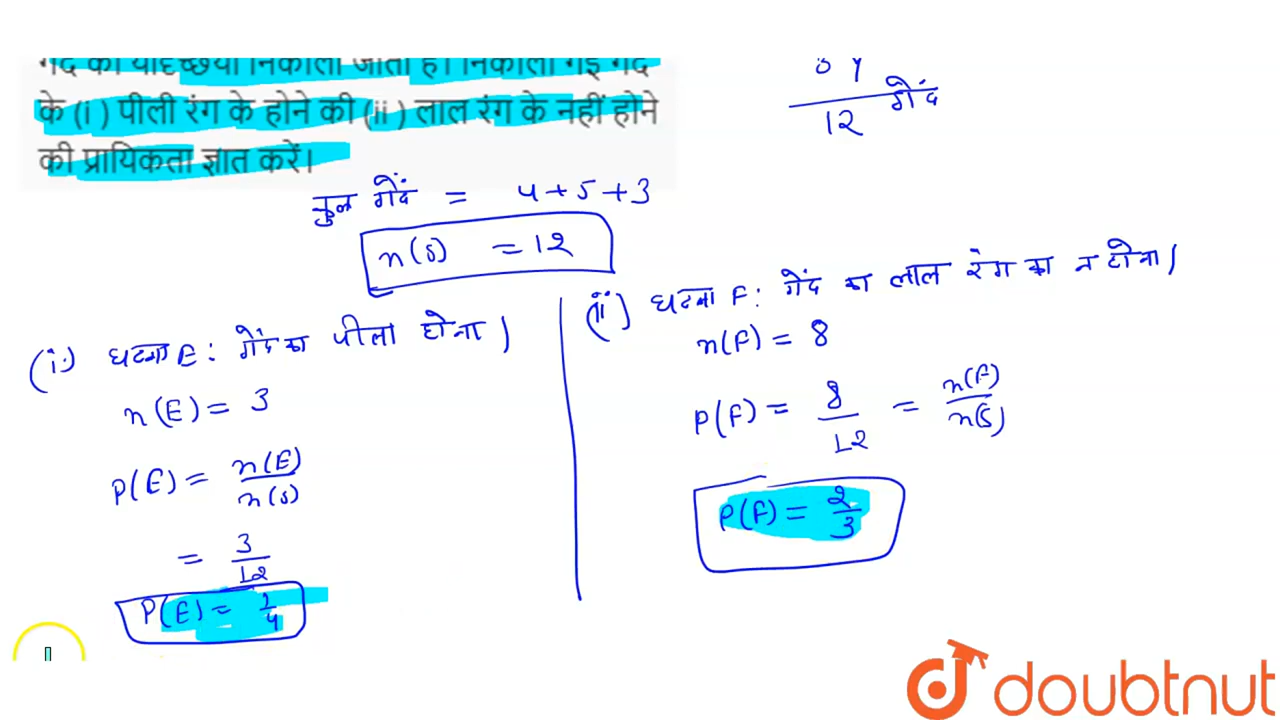 गेंद को यादृच्छया निकाला जाता है। निकाली गई गेंद
के (i) पीली रंग के होने की (ii) लाल रंग के नहीं होने
की प्रायिकता ज्ञात करें।
3 Y
12 गेंद
कुल गेंद = 4+5+3
n(S) = 12
(i) घटना E: गेंद का पीला होना।
n(E) = 3
P(E) = n(E)/n(S)
= 3/12
P(E) = 1/4
(ii) घटना F: गेंद का लाल रंग का न होना।
n(F) = 8
P(F) = 8/12 = n(F)/n(S)
P(F) = 2/3
doubtnut